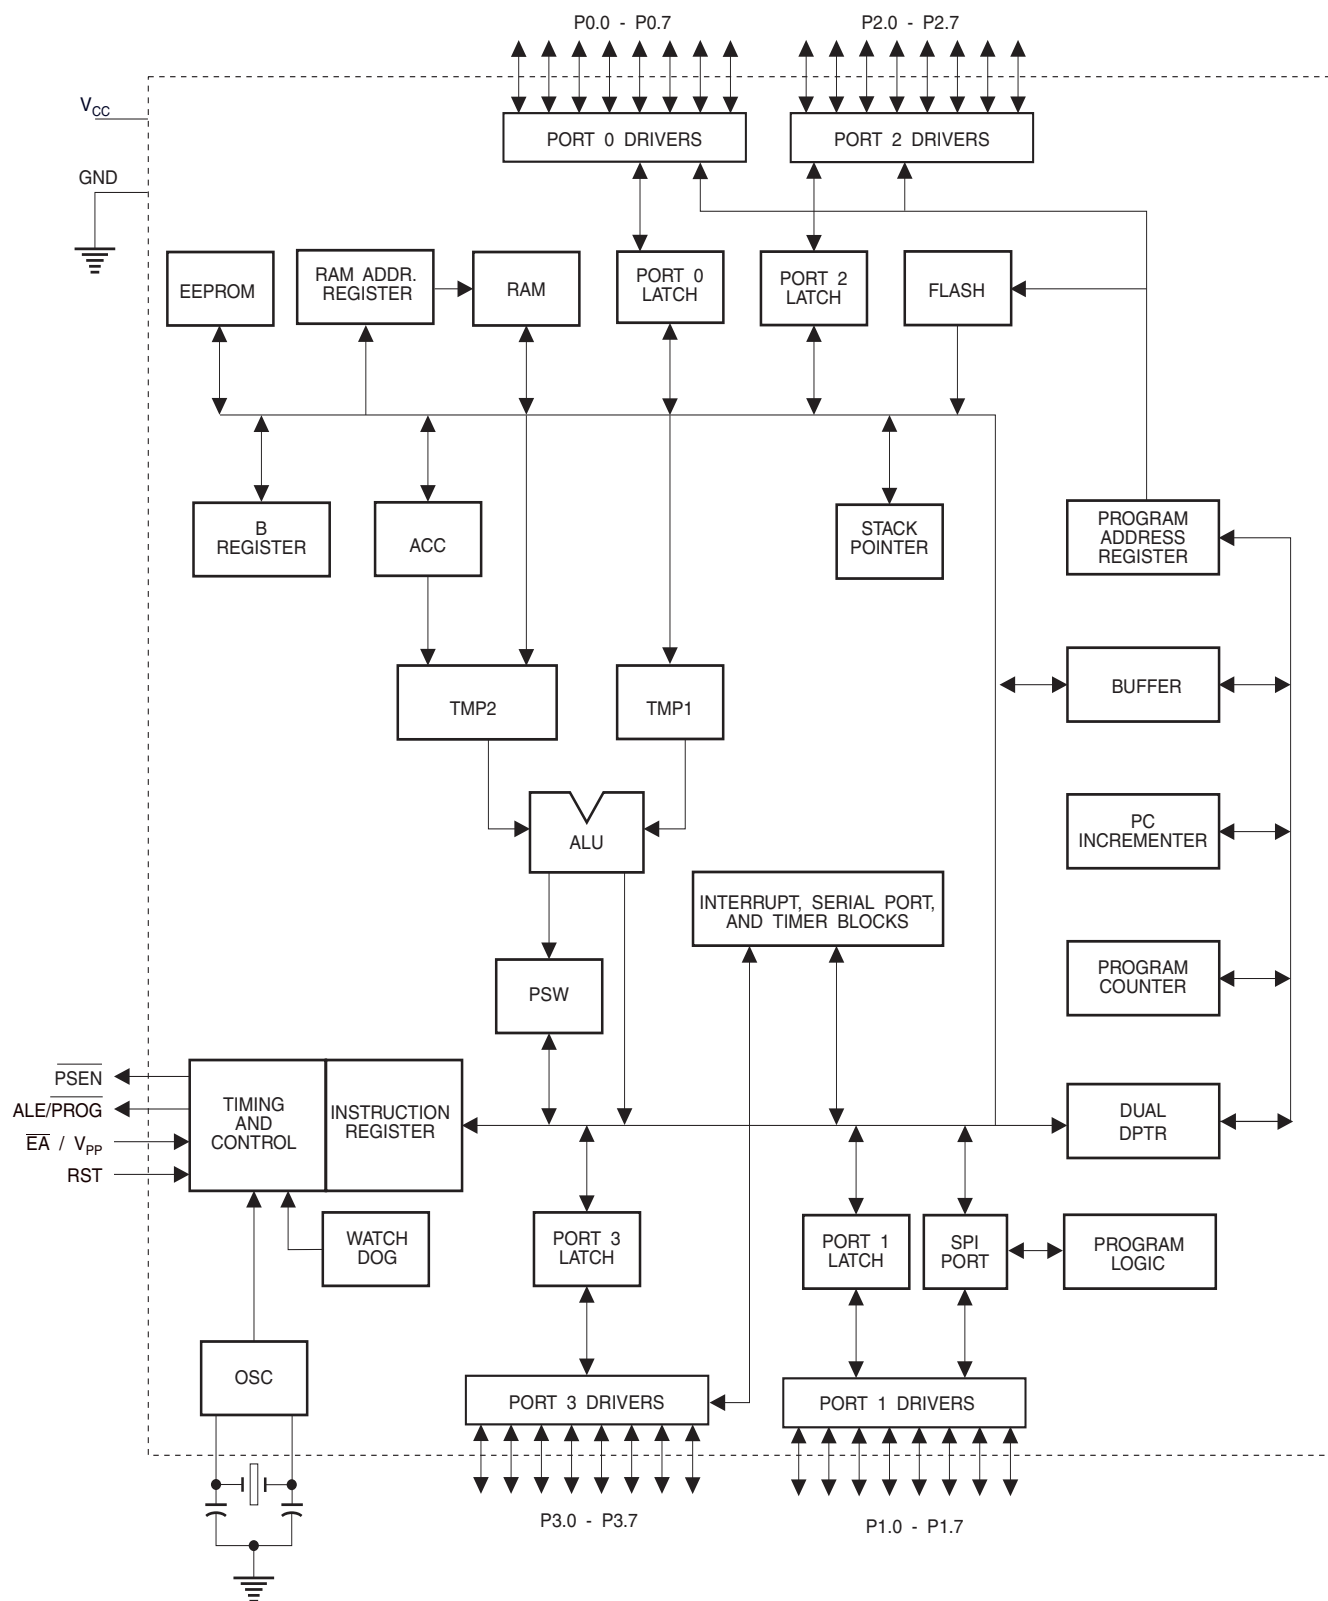 P0.0 - P0.7
P2.0 - P2.7
VCC
PORT 0 DRIVERS
PORT 2 DRIVERS
GND
EEPROM
RAM ADDR.
REGISTER
RAM
PORT 0
LATCH
PORT 2
LATCH
FLASH
B
REGISTER
ACC
STACK
POINTER
PROGRAM
ADDRESS
REGISTER
TMP2
TMP1
BUFFER
ALU
PC
INCREMENTER
INTERRUPT, SERIAL PORT,
AND TIMER BLOCKS
PSW
PROGRAM
COUNTER
PSEN
ALE/PROG
EA / VPP
RST
TIMING
AND
CONTROL
INSTRUCTION
REGISTER
DUAL
DPTR
WATCH
DOG
PORT 3
LATCH
PORT 1
LATCH
SPI
PORT
PROGRAM
LOGIC
OSC
PORT 3 DRIVERS
PORT 1 DRIVERS
P3.0 - P3.7
P1.0 - P1.7